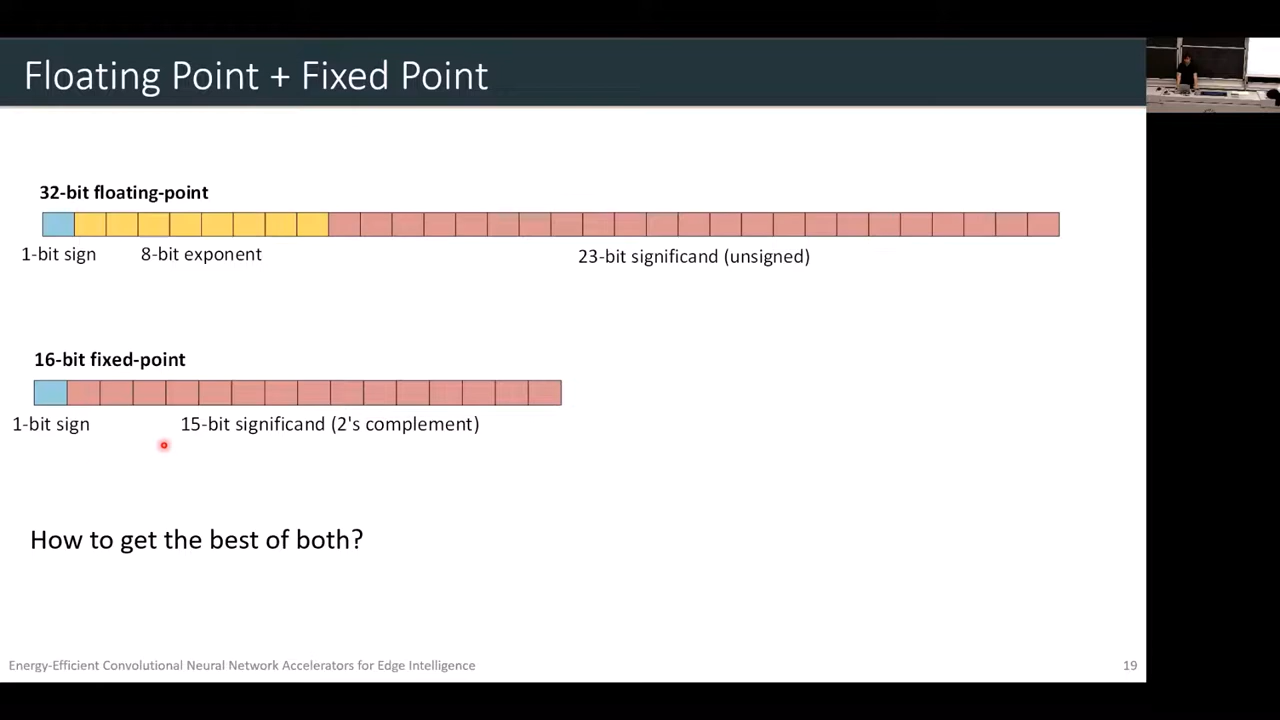 Floating Point + Fixed Point
32-bit floating-point
1-bit sign
8-bit exponent
23-bit significand (unsigned)
16-bit fixed-point
1-bit sign
15-bit significand (2's complement)
How to get the best of both?
Energy-Efficient Convolutional Neural Network Accelerators for Edge Intelligence
19